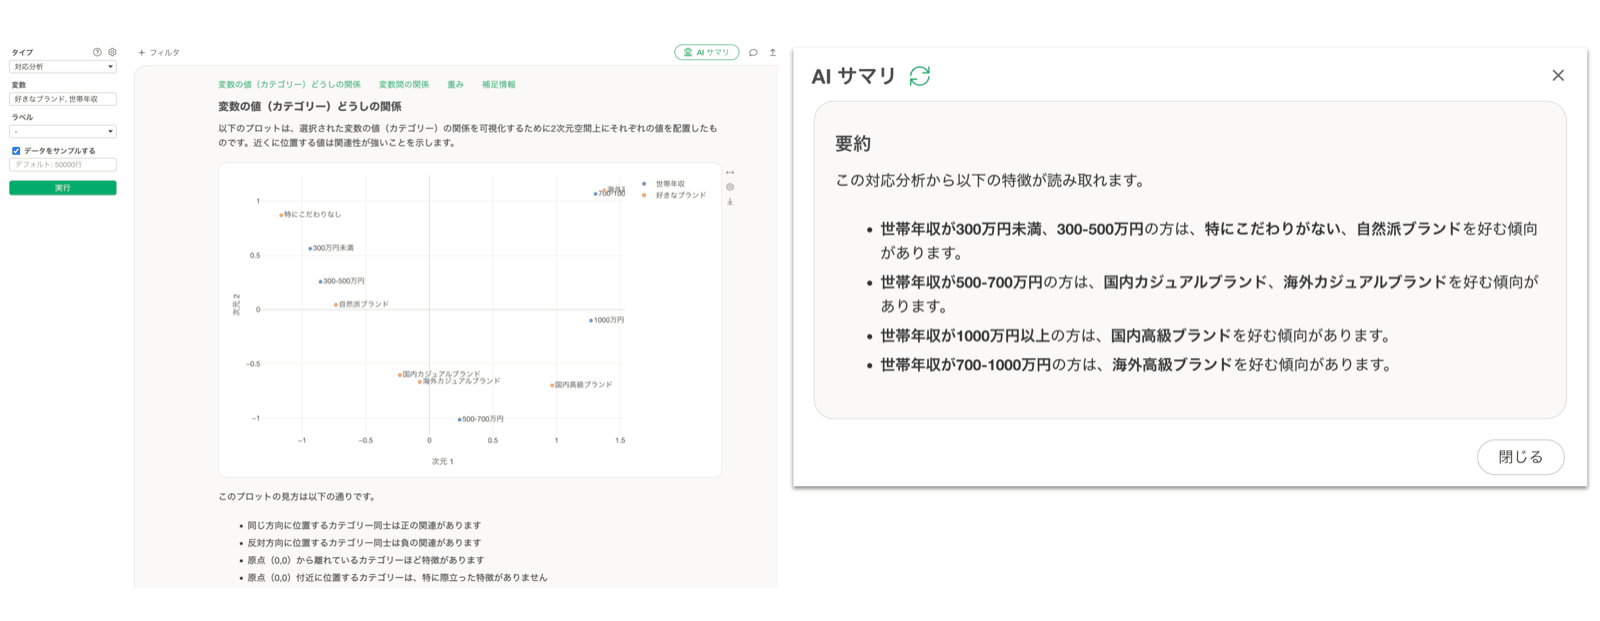 タイプ
対応分析
変数
好きなブランド, 世帯年収
ラベル
-
データをサンプルする
デフォルト: 50000行
実行
+ フィルタ
AI サマリ
変数の値（カテゴリー）どうしの関係 変数間の関係 重み 補足情報
変数の値（カテゴリー）どうしの関係
以下のプロットは、選択された変数の値（カテゴリー）の関係を可視化するために2次元空間上にそれぞれの値を配置したも
のです。近くに位置する値は関連性が強いことを示します。
世帯年収
好きなブランド
700-100
特にこだわりなし
300万円未満
300-500万円
自然派ブランド
1000万円
国内カジュアルブランド
海外カジュアルブランド
国内高級ブランド
500-700万円
1
0.5
0
−0.5
−1
次元 2
−1 −0.5 0 0.5 1 1.5
次元 1
このプロットの見方は以下の通りです。
• 同じ方向に位置するカテゴリー同士は正の関連があります
• 反対方向に位置するカテゴリー同士は負の関連があります
• 原点（0,0）から離れているカテゴリーほど特徴があります
• 原点（0,0）付近に位置するカテゴリーは、特に際立った特徴がありません
AI サマリ
要約
この対応分析から以下の特徴が読み取れます。
• 世帯年収が300万円未満、300-500万円の方は、特にこだわりがない、自然派ブランドを好む傾向
があります。
• 世帯年収が500-700万円の方は、国内カジュアルブランド、海外カジュアルブランドを好む傾向が
あります。
• 世帯年収が1000万円以上の方は、国内高級ブランドを好む傾向があります。
• 世帯年収が700-1000万円の方は、海外高級ブランドを好む傾向があります。
閉じる